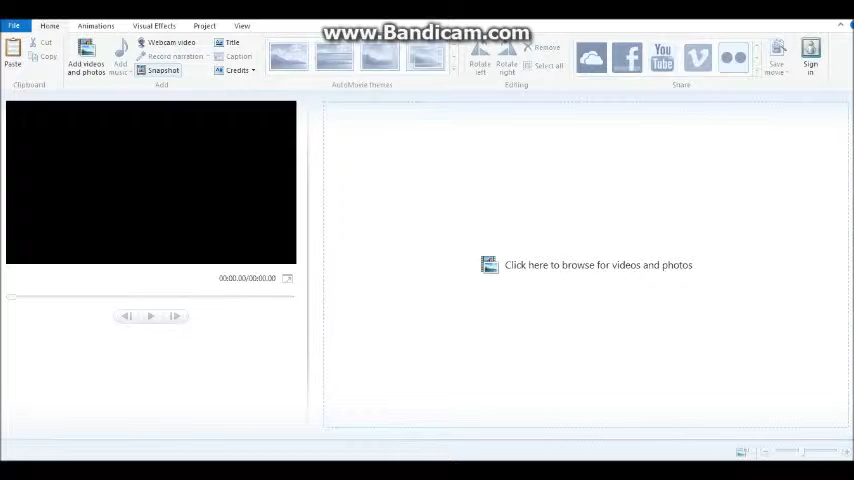 www.Bandicam.com
File Home Animations Visual Effects Project View
Paste
Cut
Copy
Clipboard
Add videos
and photos
Add
music
Webcam video
Record narration
Snapshot
Title
Caption
Credits
Add
AutoMovie themes
Rotate
left
Rotate
right
Remove
Select all
Editing
You
Tube
Share
Save
movie
Sign
in
00:00.00/00:00.00
Click here to browse for videos and photos